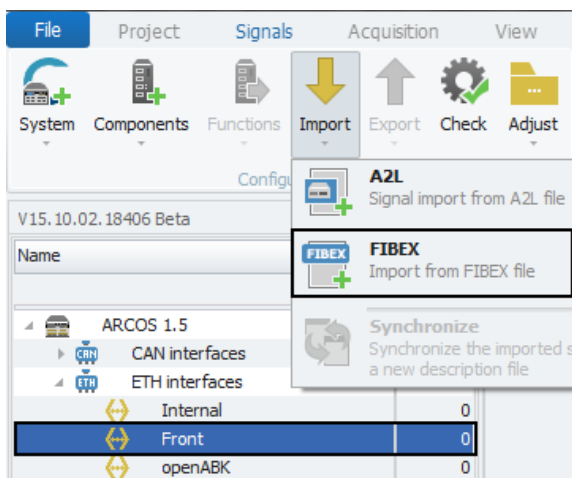 File Project Signals Acquisition View
System Components Functions Import Export Check Adjust
Configu
A2L
Signal import from A2L file
V15.10.02.18406 Beta
FIBEX
FIBEX
Import from FIBEX file
Name
Synchronize
Synchronize the imported s
a new description file
ARCOS 1.5
CAN CAN interfaces
ETH ETH interfaces
Internal 0
Front 0
openABK 0